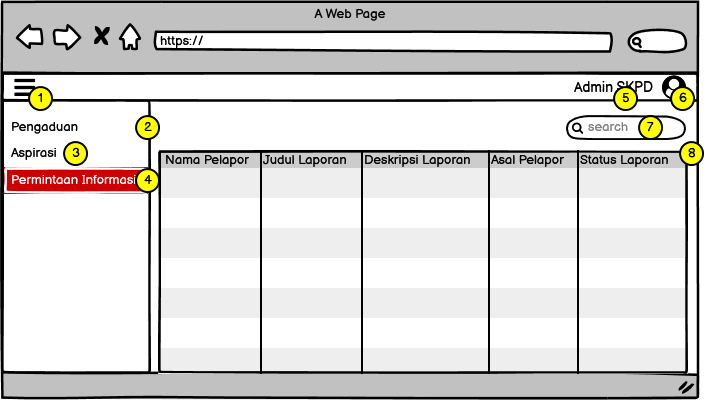 A Web Page
https://
Admin SKPD
1
5
6
Pengaduan
2
search
7
Aspirasi
3
8
Nama Pelapor
Judul Laporan
Deskripsi Laporan
Asal Pelapor
Status Laporan
Permintaan Informasi
4